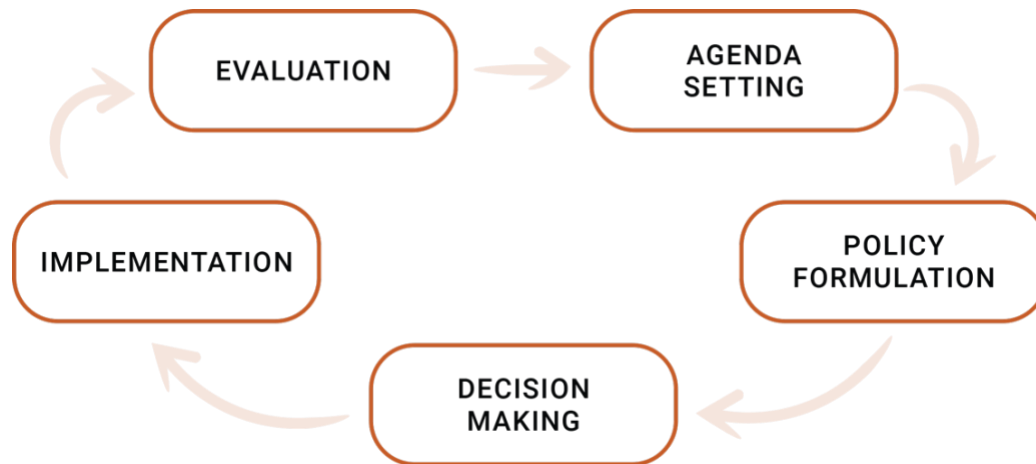 EVALUATION
AGENDA
SETTING
POLICY
FORMULATION
DECISION
MAKING
IMPLEMENTATION